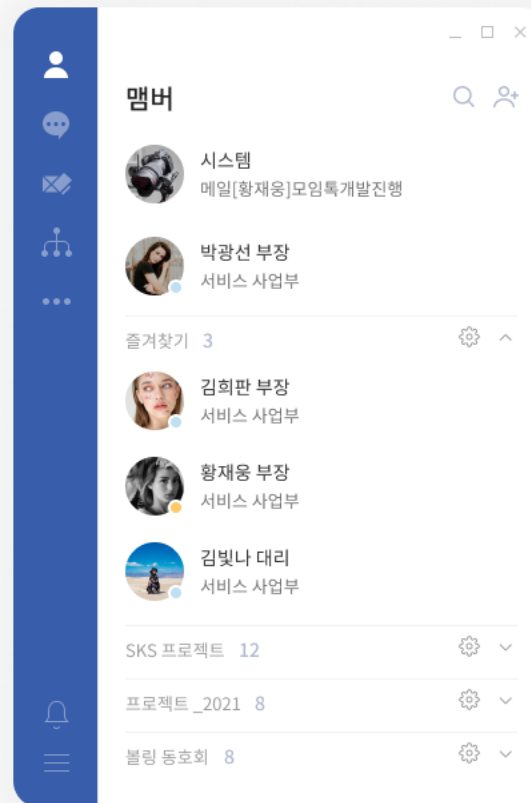 맴버
시스템
메일[황재웅]모임톡개발진행
박광선 부장
서비스 사업부
즐겨찾기 3
김희판 부장
서비스 사업부
황재웅 부장
서비스 사업부
김빛나 대리
서비스 사업부
SKS 프로젝트 12
프로젝트 _2021 8
볼링 동호회 8